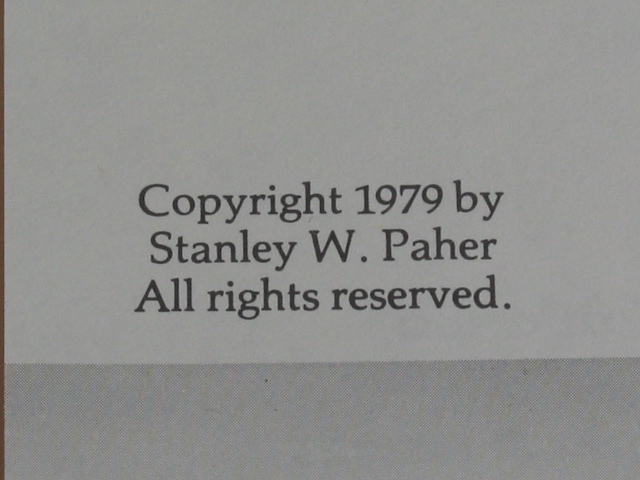 Copyright 1979 by
Stanley W. Paher
All rights reserved.